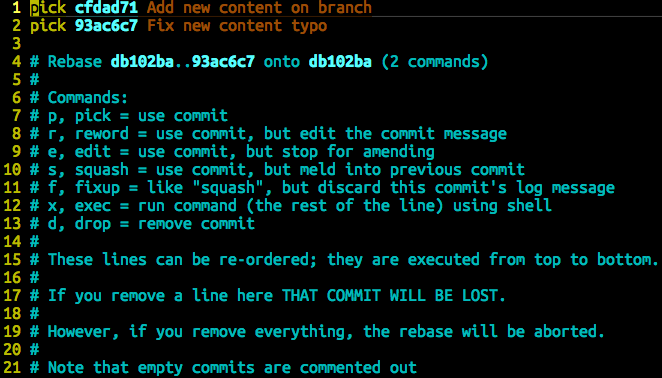 1 pick cfdad71 Add new content on branch
2 pick 93ac6c7 Fix new content typo
3
4 # Rebase db102ba..93ac6c7 onto db102ba (2 commands)
5 #
6 # Commands:
7 # p, pick = use commit
8 # r, reword = use commit, but edit the commit message
9 # e, edit = use commit, but stop for amending
10 # s, squash = use commit, but meld into previous commit
11 # f, fixup = like "squash", but discard this commit's log message
12 # x, exec = run command (the rest of the line) using shell
13 # d, drop = remove commit
14 #
15 # These lines can be re-ordered; they are executed from top to bottom.
16 #
17 # If you remove a line here THAT COMMIT WILL BE LOST.
18 #
19 # However, if you remove everything, the rebase will be aborted.
20 #
21 # Note that empty commits are commented out